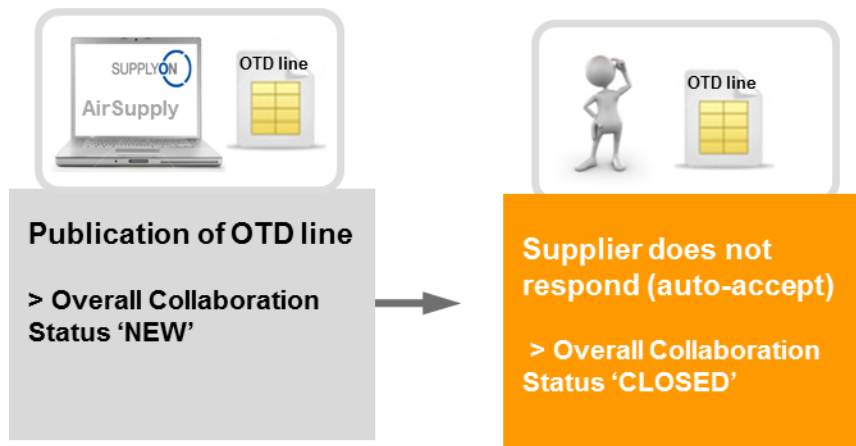 SUPPLYON
AirSupply
OTD line
Publication of OTD line
> Overall Collaboration
Status ‘NEW’
OTD line
Supplier does not
respond (auto-accept)
> Overall Collaboration
Status ‘CLOSED’